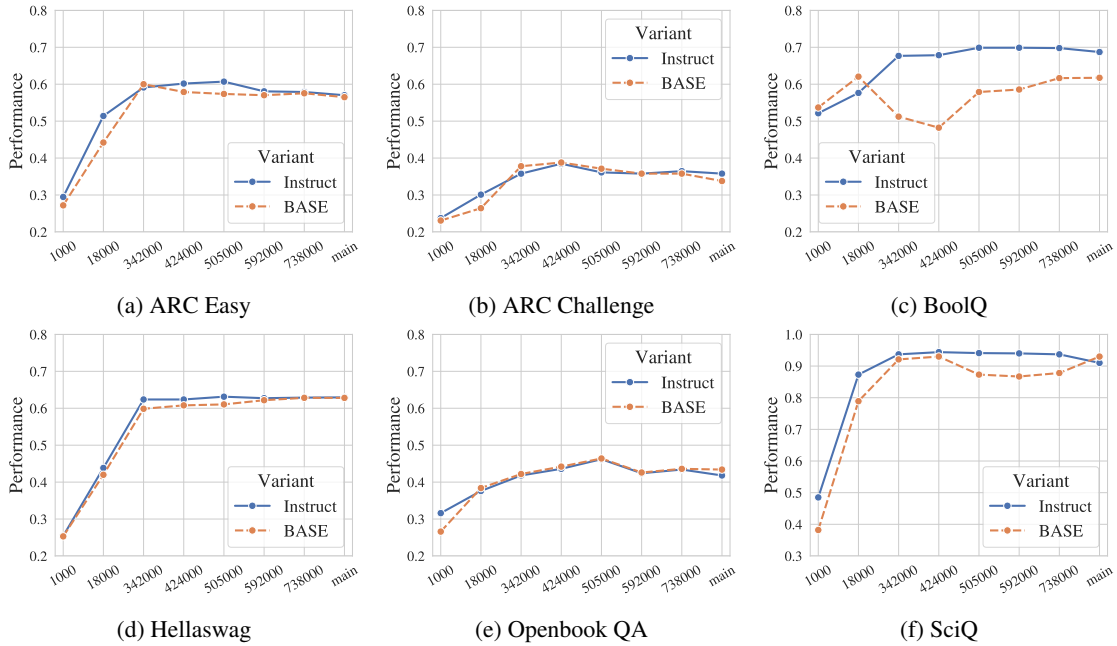 0.8
0.7
0.6
0.5
0.4
0.3
0.2
Performance
Variant
Instruct
BASE
1000
18000
342000
424000
505000
592000
738000
main
(a) ARC Easy
0.8
0.7
0.6
0.5
0.4
0.3
0.2
Performance
Variant
Instruct
BASE
1000
18000
342000
424000
505000
592000
738000
main
(b) ARC Challenge
0.8
0.7
0.6
0.5
0.4
0.3
0.2
Performance
Variant
Instruct
BASE
1000
18000
342000
424000
505000
592000
738000
main
(c) BoolQ
0.8
0.7
0.6
0.5
0.4
0.3
0.2
Performance
Variant
Instruct
BASE
1000
18000
342000
424000
505000
592000
738000
main
(d) Hellaswag
0.8
0.7
0.6
0.5
0.4
0.3
0.2
Performance
Variant
Instruct
BASE
1000
18000
342000
424000
505000
592000
738000
main
(e) Openbook QA
1.0
0.9
0.8
0.7
0.6
0.5
0.4
0.3
Performance
Variant
Instruct
BASE
1000
18000
342000
424000
505000
592000
738000
main
(f) SciQ